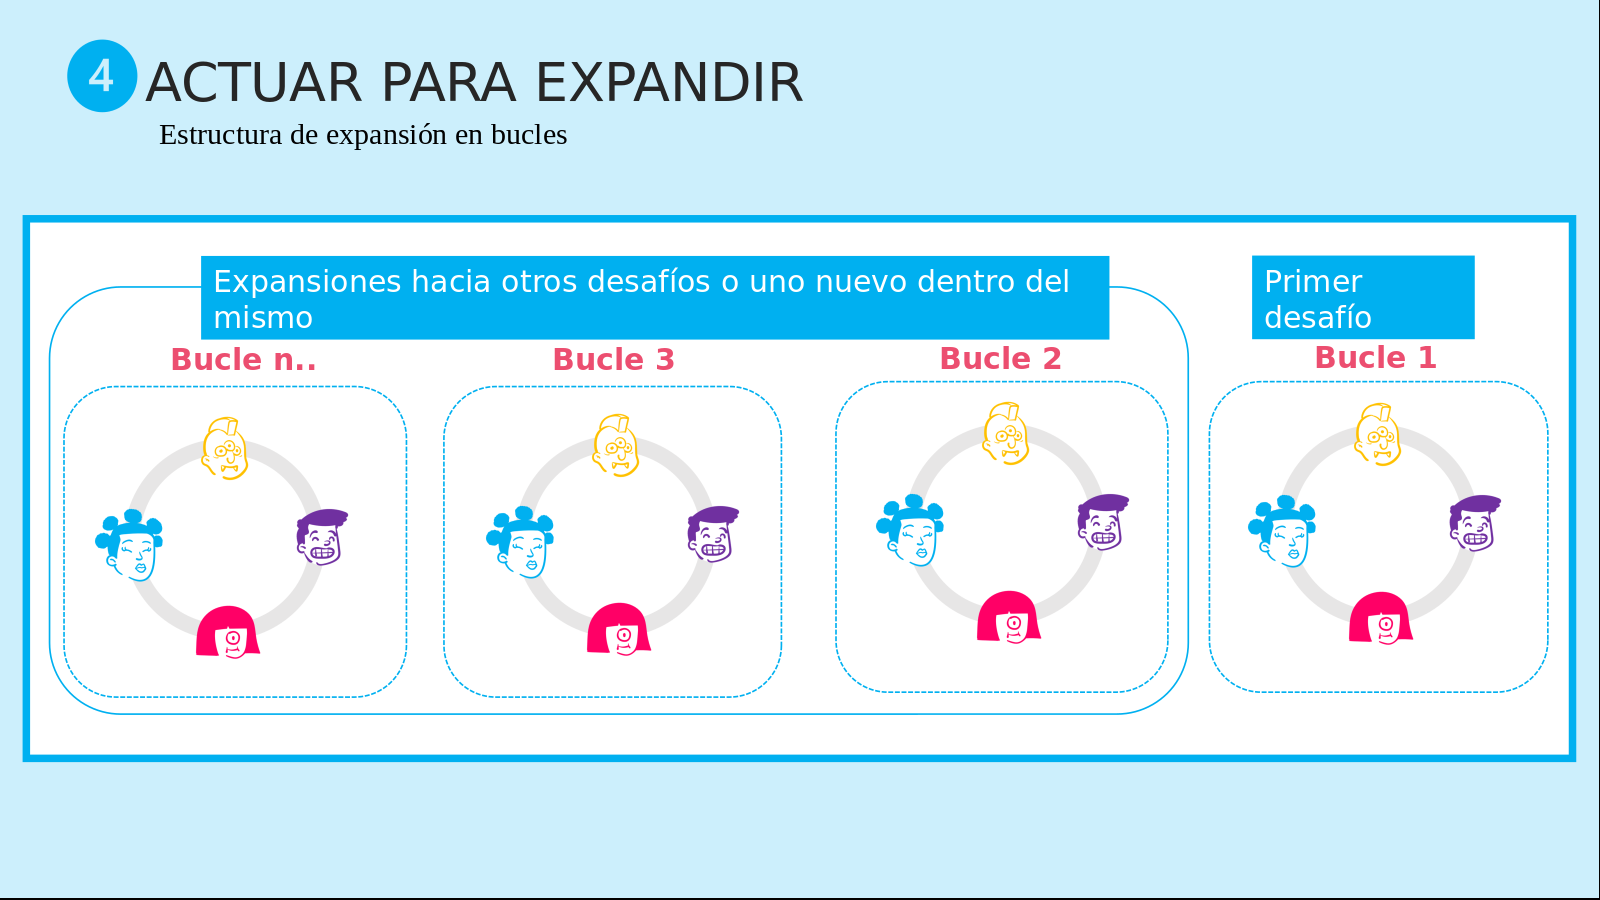 4
ACTUAR PARA EXPANDIR
Estructura de expansión en bucles
Expansiones hacia otros desafíos o uno nuevo dentro del
mismo
Primer
desafío
Bucle n..
Bucle 3
Bucle 2
Bucle 1